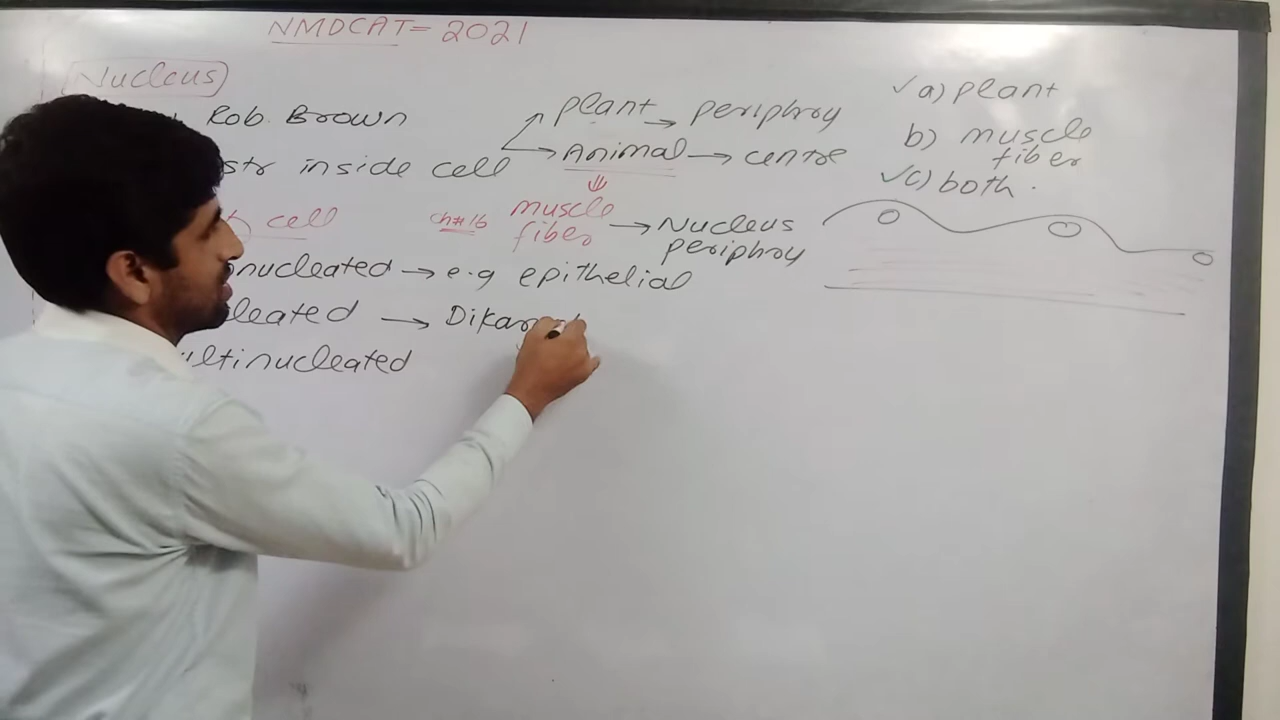 NMDCAT = 2021
Nucleus
Rob. Brown
str inside cell
→ plant → periphroy
→ Animal → centre
cell
ch#16 muscle fiber → Nucleus periphroy
nucleated → e.g epithelial
leated → Dikar
ultinucleated
✓ a) plant
b) muscle fiber
✓ c) both.